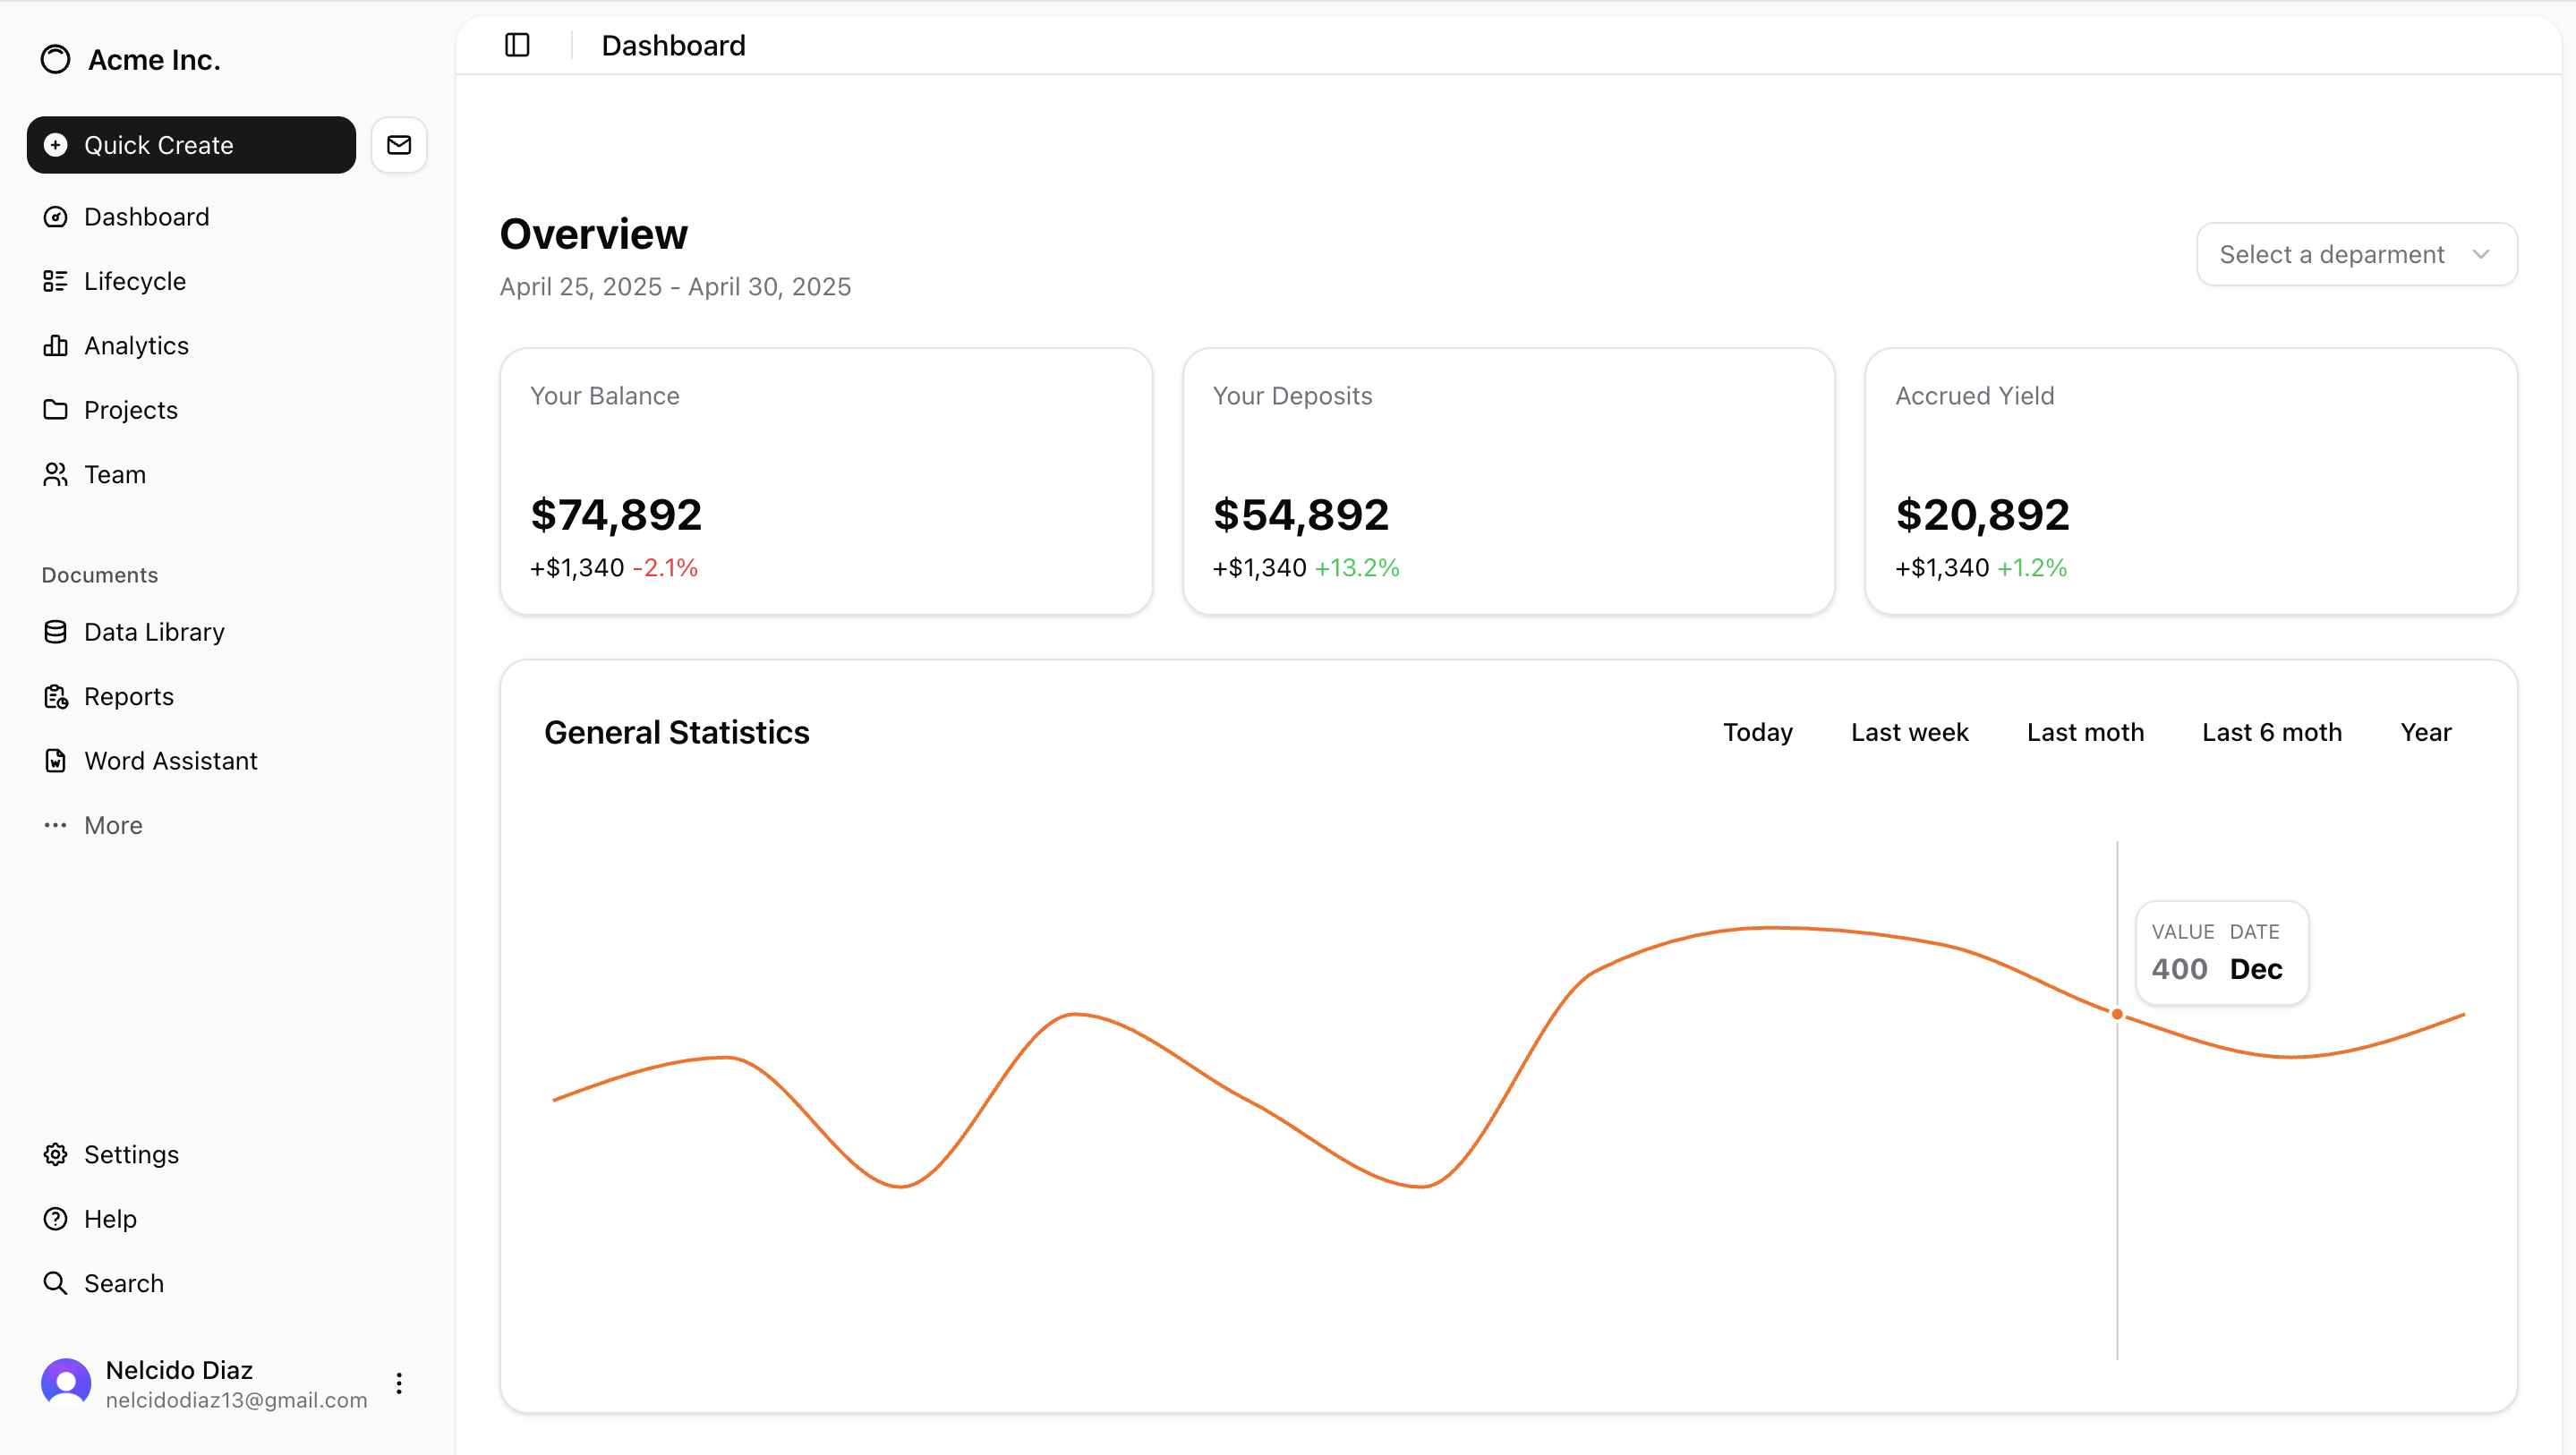 Acme Inc.
Quick Create
Dashboard
Lifecycle
Analytics
Projects
Team
Documents
Data Library
Reports
Word Assistant
More
Settings
Help
Search
Nelcido Diaz
nelcidodiaz13@gmail.com
Dashboard
Overview
April 25, 2025 - April 30, 2025
Select a deparment
Your Balance
$74,892
+$1,340 -2.1%
Your Deposits
$54,892
+$1,340 +13.2%
Accrued Yield
$20,892
+$1,340 +1.2%
General Statistics
Today Last week Last moth Last 6 moth Year
VALUE DATE
400 Dec